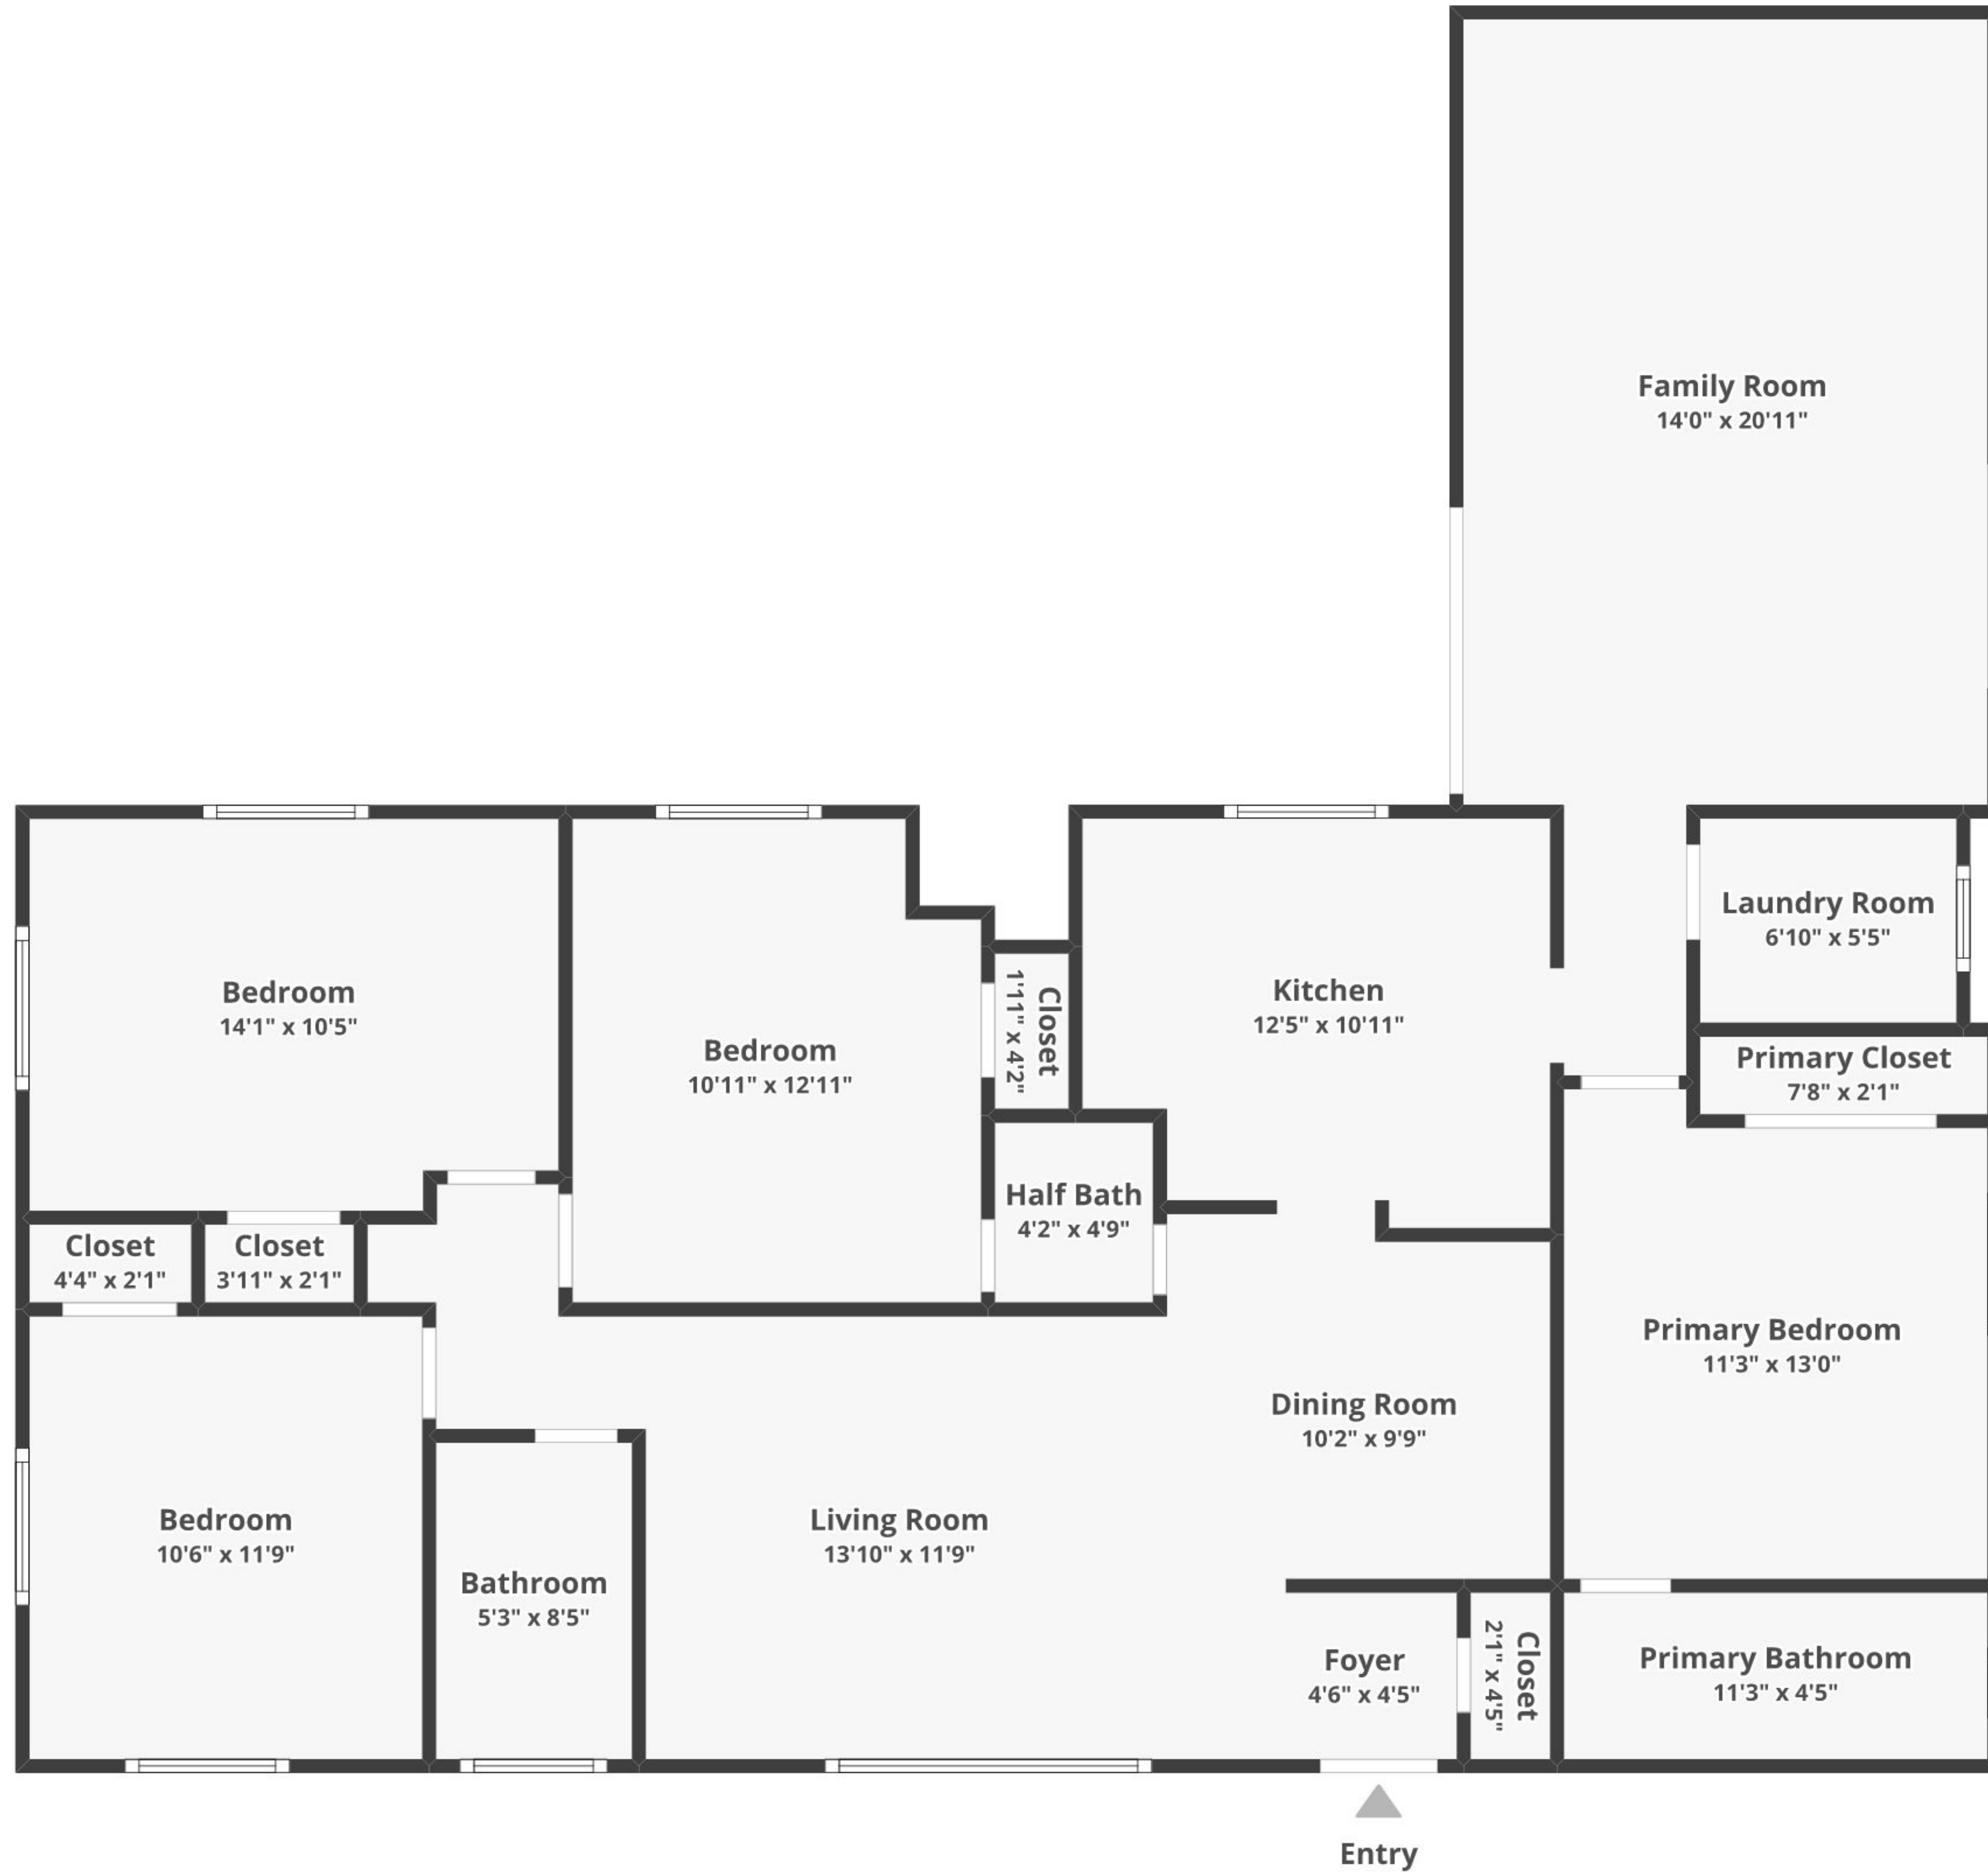 Family Room
14'0" x 20'11"
Laundry Room
6'10" x 5'5"
Bedroom
14'1" x 10'5"
Kitchen
12'5" x 10'11"
Closet
1'11" x 4'2"
Bedroom
10'11" x 12'11"
Primary Closet
7'8" x 2'1"
Half Bath
4'2" x 4'9"
Closet
4'4" x 2'1"
Closet
3'11" x 2'1"
Primary Bedroom
11'3" x 13'0"
Dining Room
10'2" x 9'9"
Bedroom
10'6" x 11'9"
Living Room
13'10" x 11'9"
Bathroom
5'3" x 8'5"
Foyer
4'6" x 4'5"
Closet
2'1" x 4'5"
Primary Bathroom
11'3" x 4'5"
Entry